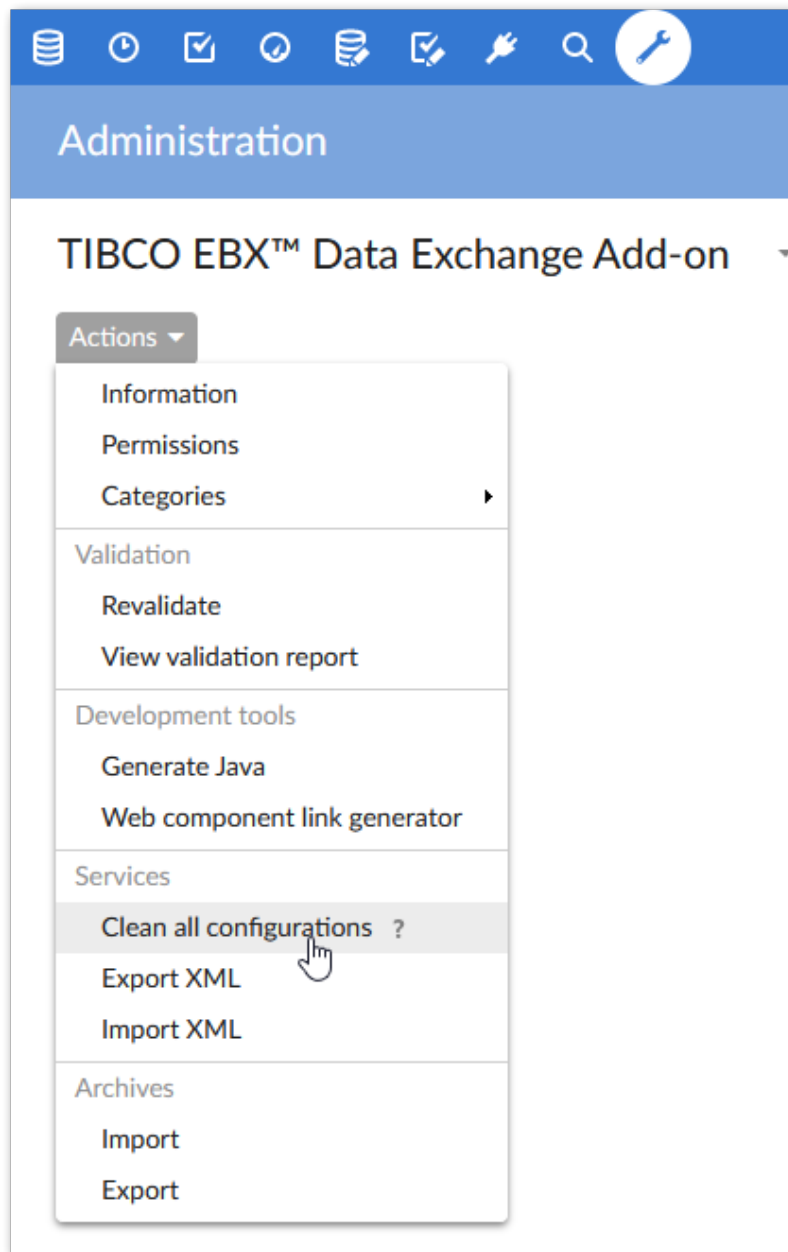 Administration
TIBCO EBX™ Data Exchange Add-on
Actions
Information
Permissions
Categories
Validation
Revalidate
View validation report
Development tools
Generate Java
Web component link generator
Services
Clean all configurations ?
Export XML
Import XML
Archives
Import
Export